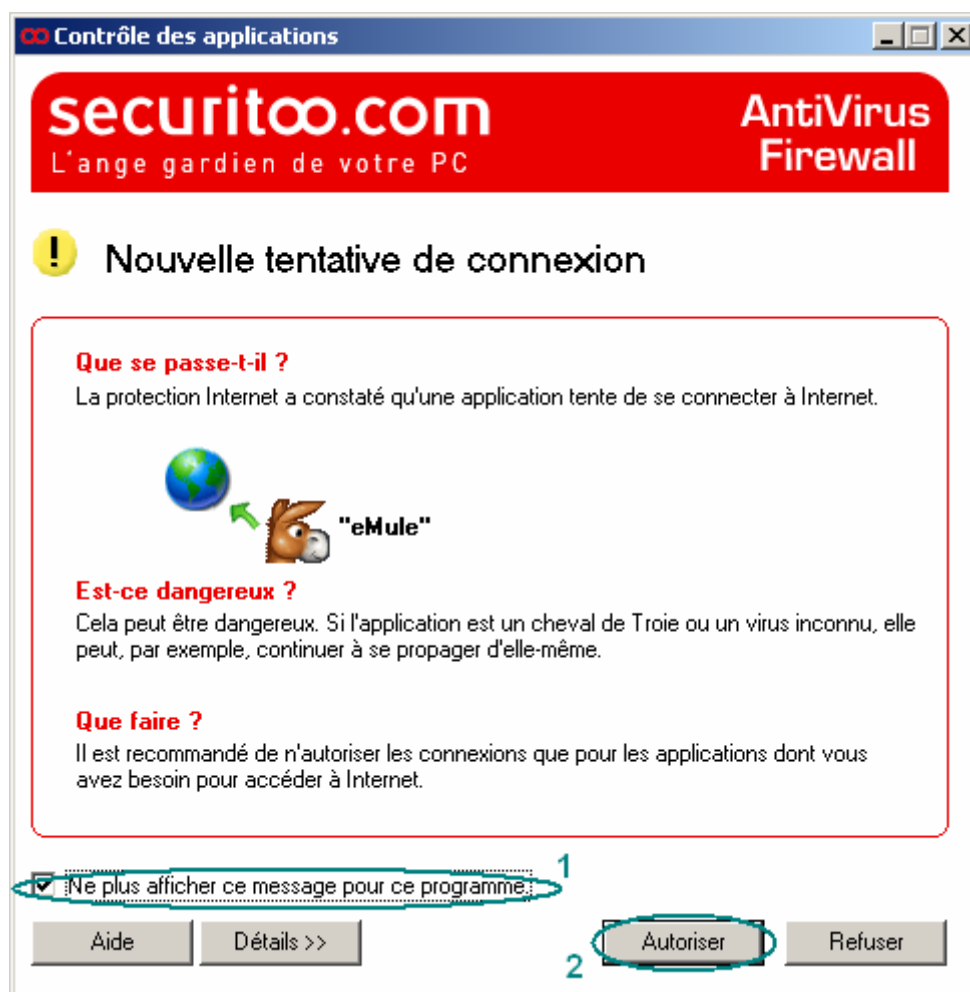 Contrôle des applications
securitoo.com
L'ange gardien de votre PC
AntiVirus
Firewall
Nouvelle tentative de connexion
Que se passe-t-il ?
La protection Internet a constaté qu'une application tente de se connecter à Internet.
"eMule"
Est-ce dangereux ?
Cela peut être dangereux. Si l'application est un cheval de Troie ou un virus inconnu, elle
peut, par exemple, continuer à se propager d'elle-même.
Que faire ?
Il est recommandé de n'autoriser les connexions que pour les applications dont vous
avez besoin pour accéder à Internet.
Ne plus afficher ce message pour ce programme.
1
Aide
Détails >>
2
Autoriser
Refuser